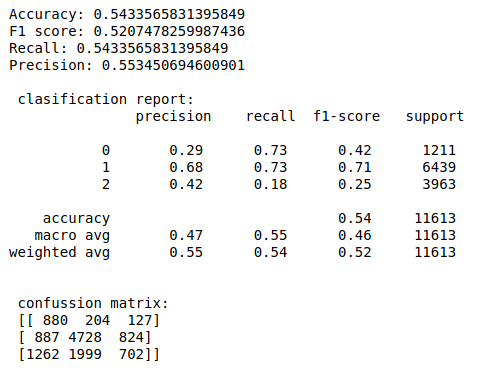 Accuracy: 0.5433565831395849
F1 score: 0.5207478259987436
Recall: 0.5433565831395849
Precision: 0.553450694600901
clasification report:
precision recall f1-score support
0 0.29 0.73 0.42 1211
1 0.68 0.73 0.71 6439
2 0.42 0.18 0.25 3963
accuracy 0.54 11613
macro avg 0.47 0.55 0.46 11613
weighted avg 0.55 0.54 0.52 11613
confussion matrix:
[[ 880 204 127]
[ 887 4728 824]
[1262 1999 702]]